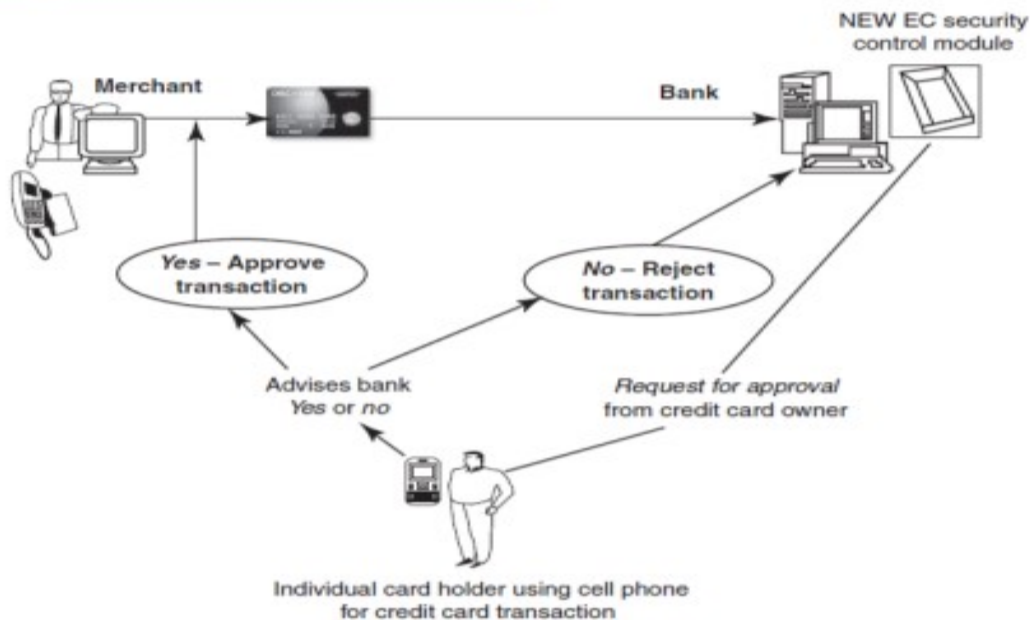 NEW EC security
control module
Merchant
Bank
Yes – Approve
transaction
No – Reject
transaction
Advises bank
Yes or no
Request for approval
from credit card owner
Individual card holder using cell phone
for credit card transaction